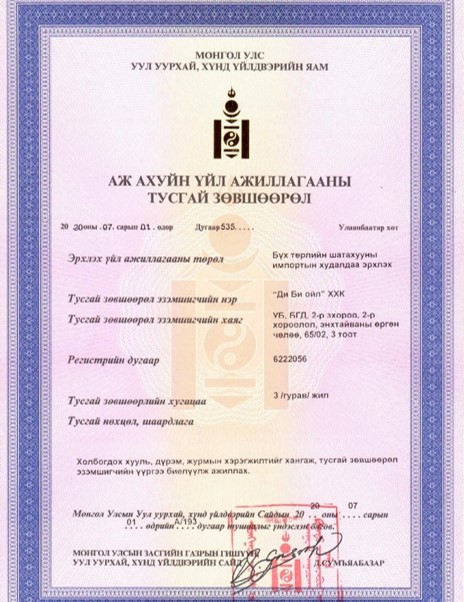 МОНГОЛ УЛС
УУЛ УУРХАЙ, ХҮНД ҮЙЛДВЭРИЙН ЯАМ
АЖ АХУЙН ҮЙЛ АЖИЛЛАГААНЫ
ТУСГАЙ ЗӨВШӨӨРӨЛ
20 20 оны .07. сарын 01. өдөр Дугаар 535..... Улаанбаатар хот
Эрхлэх үйл ажиллагааны төрөл Бүх төрлийн шатахууны
импортын худалдаа эрхлэх
Тусгай зөвшөөрөл эзэмшигчийн нэр "Ди Би ойл" ХХК
Тусгай зөвшөөрөл эзэмшигчийн хаяг УБ, БГД, 2-р хороо, 2-р
хороолол, энхтайваны өргөн
чөлөө, 65/02, 3 тоот
Регистрийн дугаар 6222056
Тусгай зөвшөөрлийн хугацаа 3 /гурав/ жил
Тусгай нөхцөл, шаардлага
Холбогдох хууль, дүрэм, журмын хэрэгжилтийг хангаж, тусгай зөвшөөрөл
эзэмшигчийн үүргээ биелүүлж ажиллах.
Монгол Улсын Уул уурхай, хүнд үйлдвэрийн Сайдын 20 20 оны 07 сарын
01 өдрийн А/193 дугаар тушаалыг үндэслэн олгов.
МОНГОЛ УЛСЫН ЗАСГИЙН ГАЗРЫН ГИШҮҮН
УУЛ УУРХАЙ, ХҮНД ҮЙЛДВЭРИЙН САЙД Д.СУМЪЯАБАЗАР